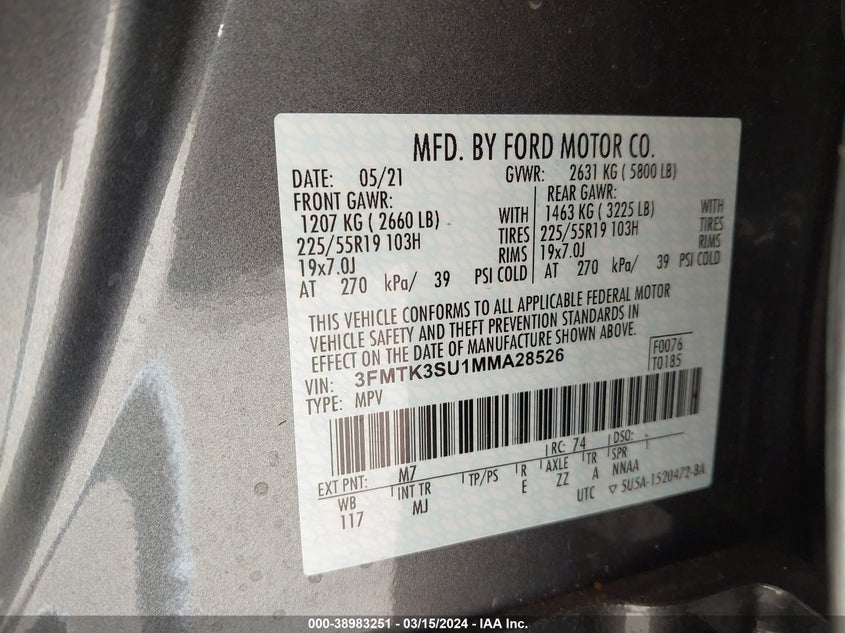 MFD. BY FORD MOTOR CO.
DATE: 05/21 GVWR: 2631 KG ( 5800 LB)
FRONT GAWR: REAR GAWR:
1207 KG ( 2660 LB) WITH 1463 KG ( 3225 LB) WITH
225/55R19 103H TIRES 225/55R19 103H TIRES
19x7.0J RIMS 19x7.0J RIMS
AT 270 kPa/ 39 PSI COLD AT 270 kPa/ 39 PSI COLD
THIS VEHICLE CONFORMS TO ALL APPLICABLE FEDERAL MOTOR
VEHICLE SAFETY AND THEFT PREVENTION STANDARDS IN
EFFECT ON THE DATE OF MANUFACTURE SHOWN ABOVE.
VIN: 3FMTK3SU1MMA28526 F0076
TYPE: MPV T0185
EXT PNT: M7 RC: 74 DSO:
WB INT TR TP/PS R AXLE TR SPR
117 MJ E ZZ A NNAA
UTC ▽ SU5A-1520472-BA
000-38983251 - 03/15/2024 - IAA Inc.